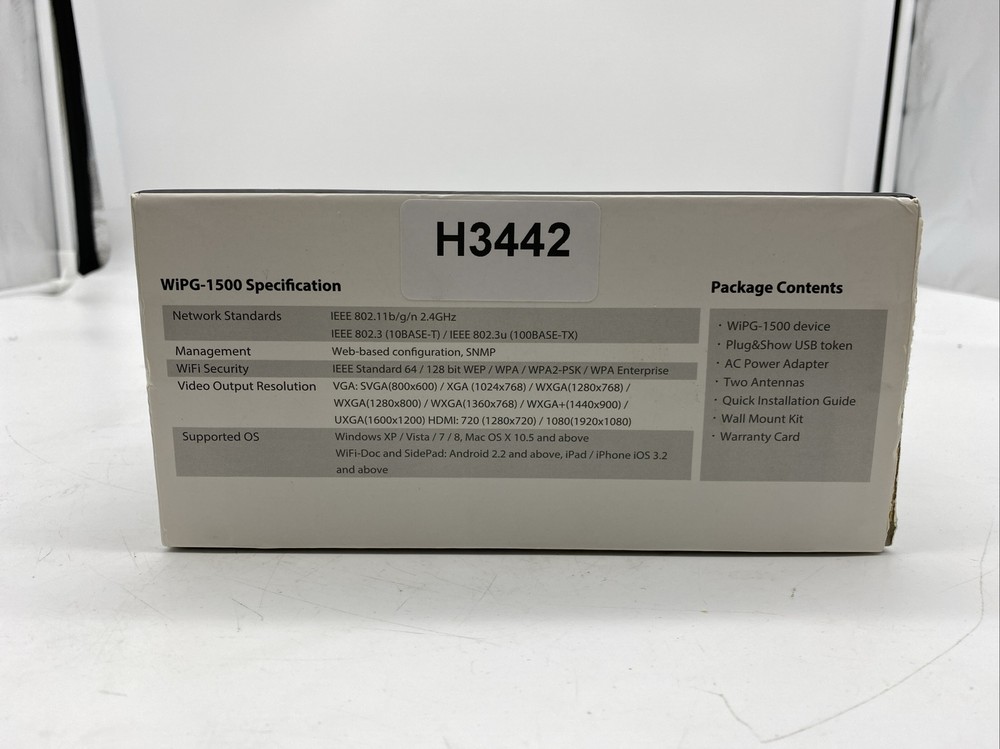 H3442
WiPG-1500 Specification
Network Standards IEEE 802.11b/g/n 2.4GHz
IEEE 802.3 (10BASE-T) / IEEE 802.3u (100BASE-TX)
Management Web-based configuration, SNMP
WiFi Security IEEE Standard 64 / 128 bit WEP / WPA / WPA2-PSK / WPA Enterprise
Video Output Resolution VGA: SVGA(800x600) / XGA (1024x768) / WXGA(1280x768) /
WXGA(1280x800) / WXGA(1360x768) / WXGA+(1440x900) /
UXGA(1600x1200) HDMI: 720 (1280x720) / 1080(1920x1080)
Supported OS Windows XP / Vista / 7 / 8, Mac OS X 10.5 and above
WiFi-Doc and SidePad: Android 2.2 and above, iPad / iPhone iOS 3.2
and above
Package Contents
· WiPG-1500 device
· Plug&Show USB token
· AC Power Adapter
· Two Antennas
· Quick Installation Guide
· Wall Mount Kit
· Warranty Card